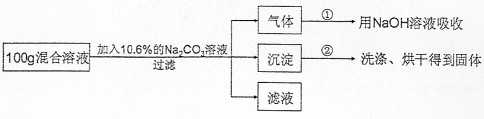 气体
①
用NaOH溶液吸收
100g混合溶液
加入10.6%的Na₂CO₃溶液
过滤
沉淀
②
洗涤、烘干得到固体
滤液